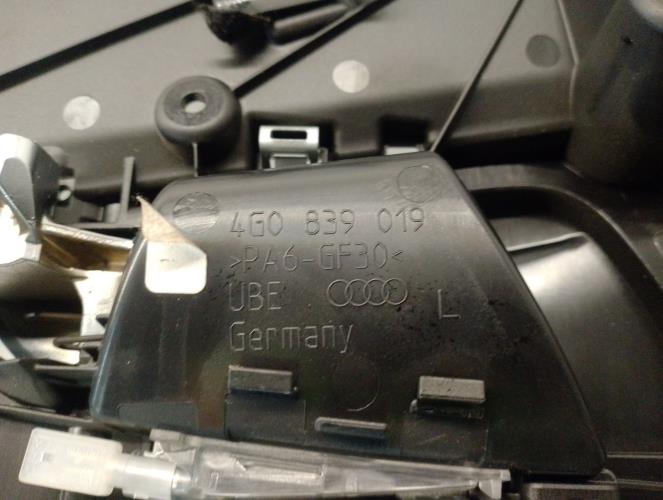 4G0 839 019
>PA6-GF30<
UBE
L
Germany